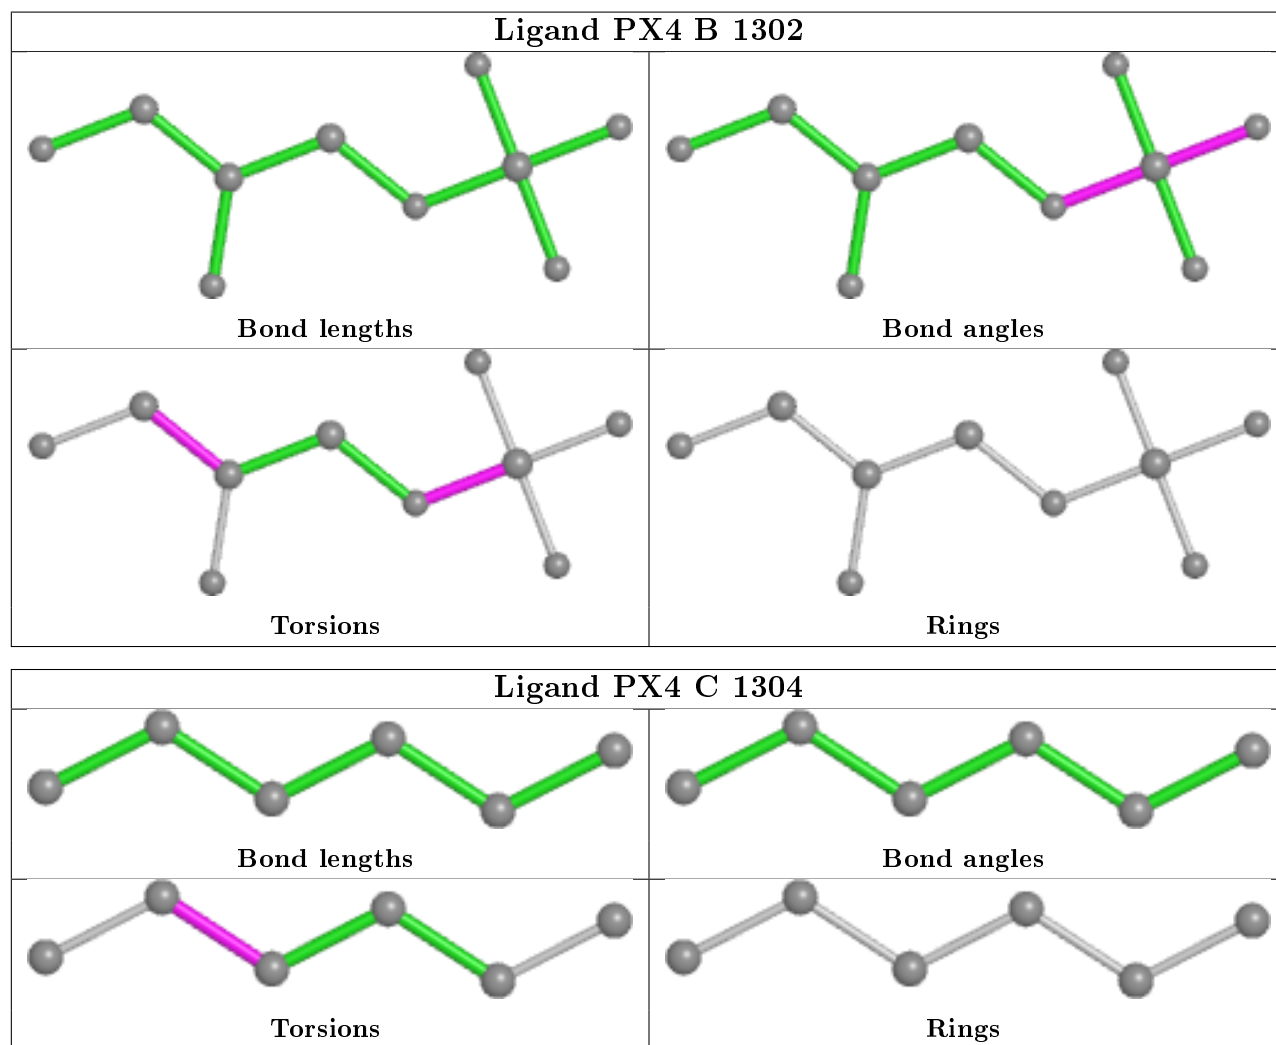 Ligand PX4 B 1302
Bond lengths
Bond angles
Torsions
Rings
Ligand PX4 C 1304
Bond lengths
Bond angles
Torsions
Rings